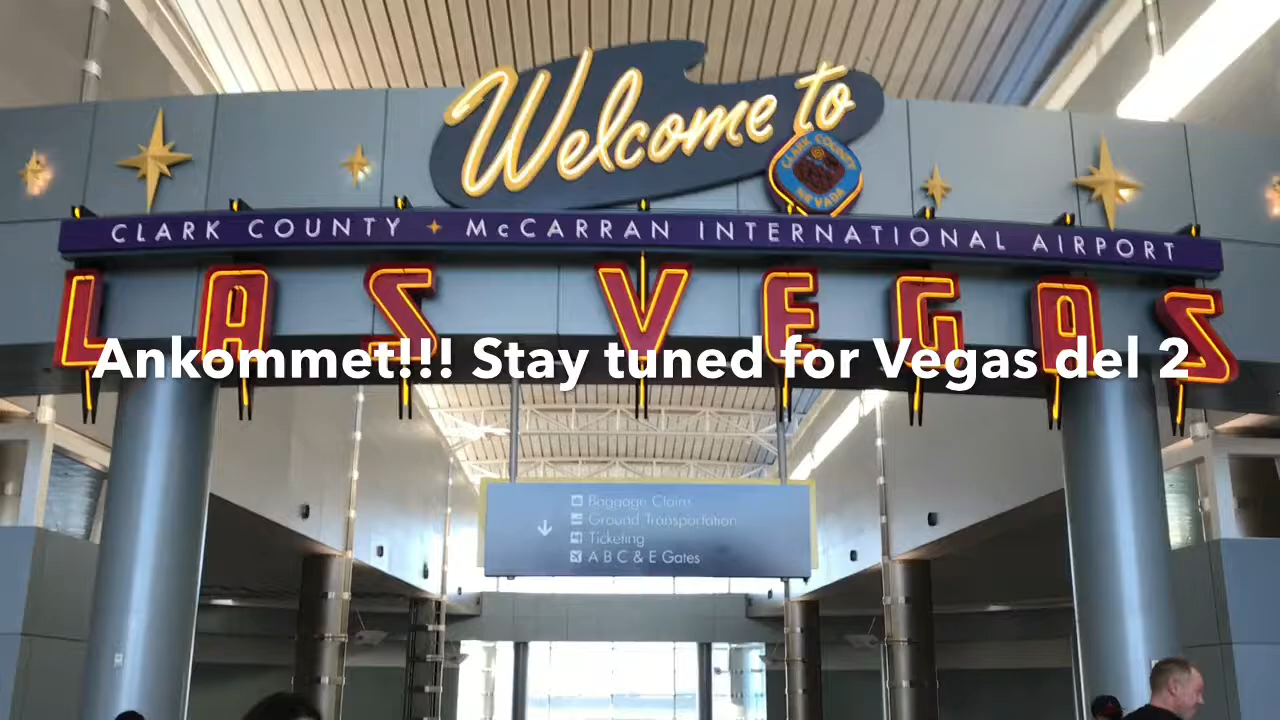 Welcome to
CLARK COUNTY
NEVADA
CLARK COUNTY ✦ McCARRAN INTERNATIONAL AIRPORT
LAS VEGAS
Ankommet!!! Stay tuned for Vegas del 2
Baggage Claim
Ground Transportation
Ticketing
A B C & E Gates